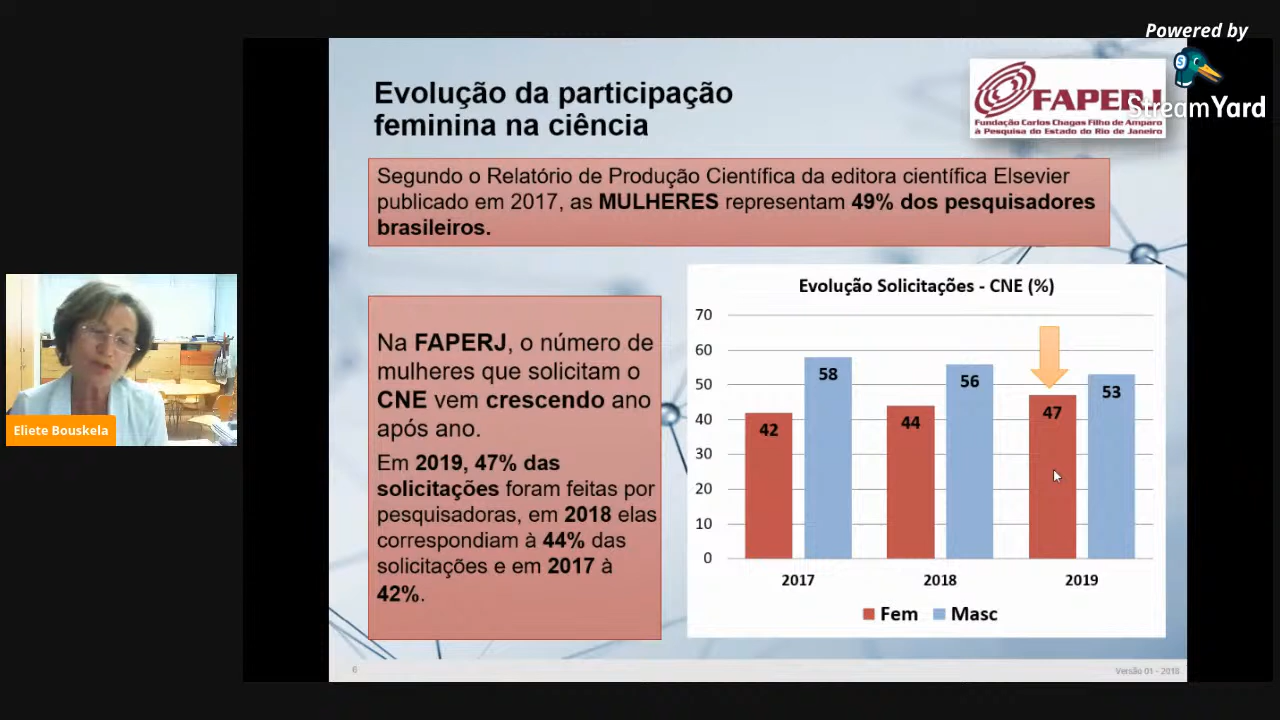 Powered by
StreamYard
Evolução da participação
feminina na ciência
FAPERJ
Fundação Carlos Chagas Filho de Amparo
à Pesquisa do Estado do Rio de Janeiro
Segundo o Relatório de Produção Científica da editora científica Elsevier
publicado em 2017, as MULHERES representam 49% dos pesquisadores
brasileiros.
Na FAPERJ, o número de
mulheres que solicitam o
CNE vem crescendo ano
após ano.
Em 2019, 47% das
solicitações foram feitas por
pesquisadoras, em 2018 elas
correspondiam à 44% das
solicitações e em 2017 à
42%.
Evolução Solicitações - CNE (%)
70
60
50
40
30
20
10
0
42
58
44
56
47
53
2017
2018
2019
Fem
Masc
Eliete Bouskela
6
Versão 01 - 2018